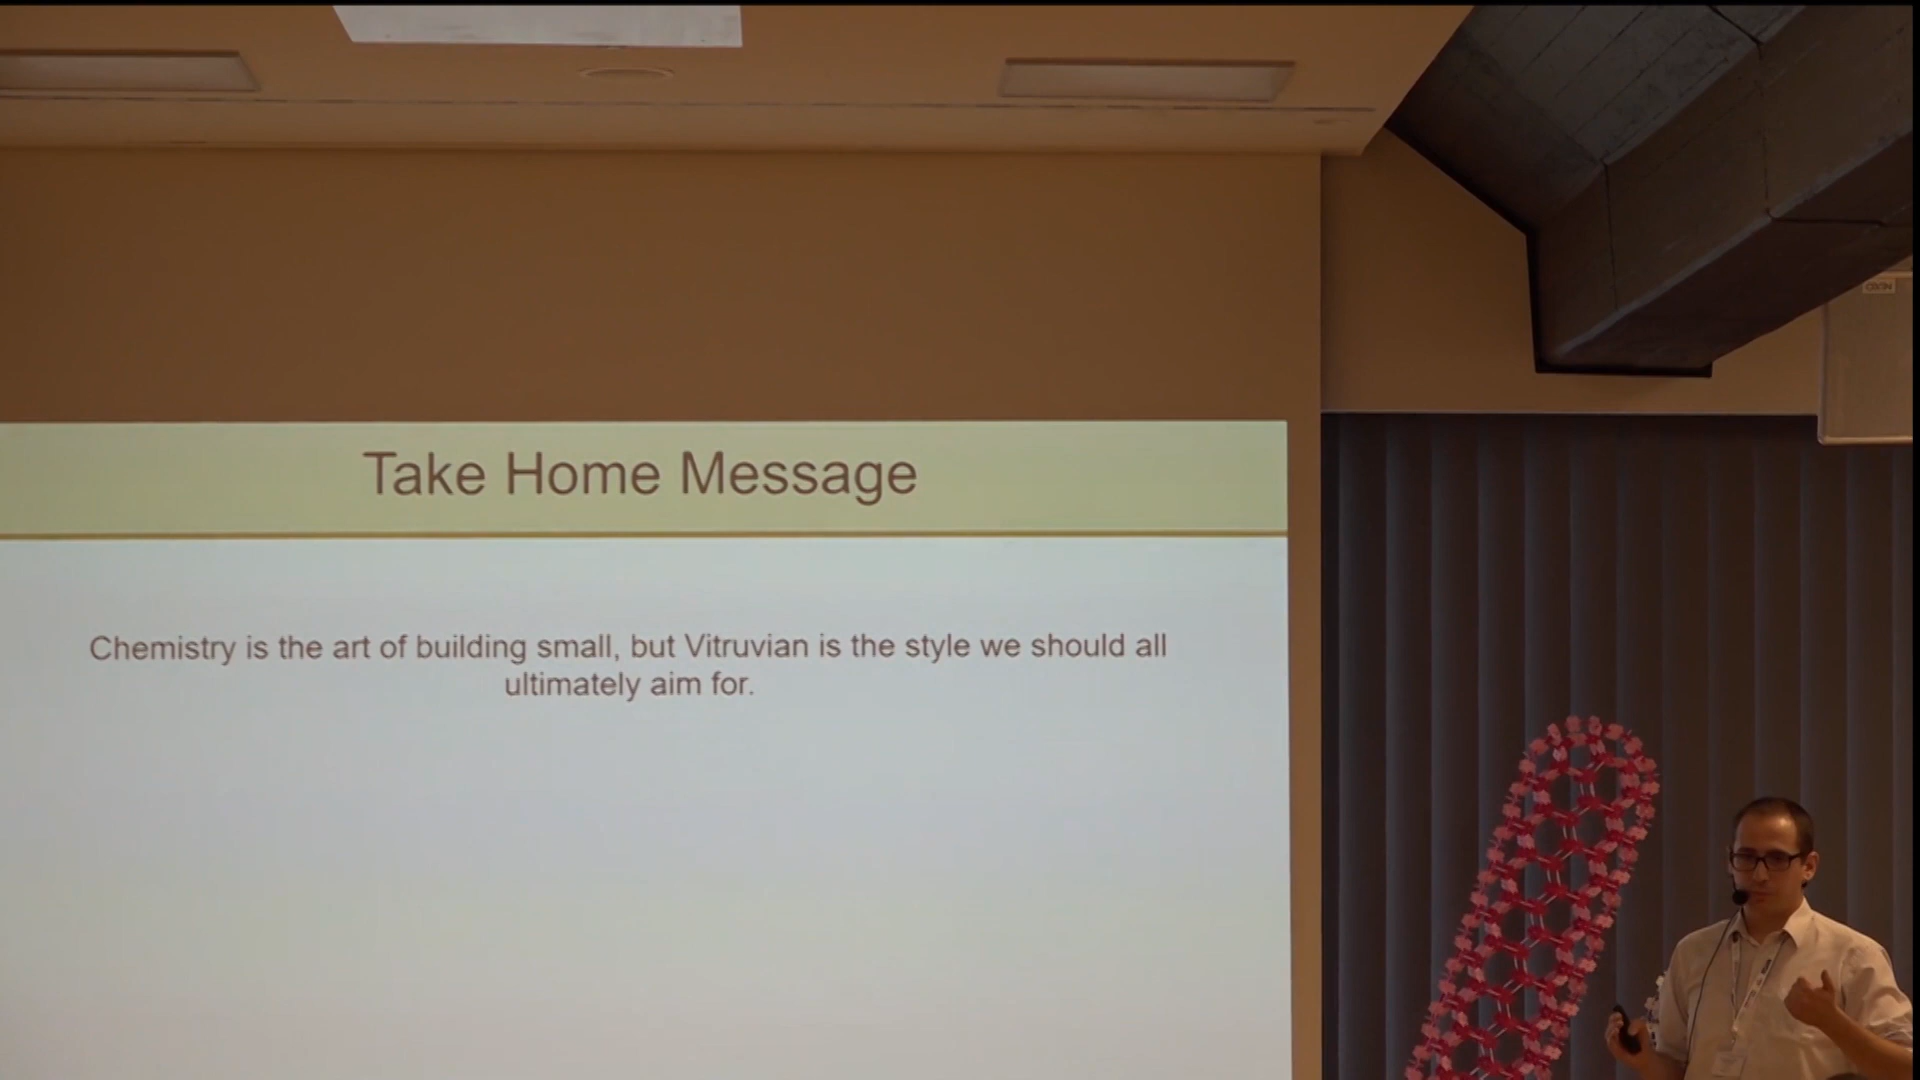 Take Home Message
Chemistry is the art of building small, but Vitruvian is the style we should all
ultimately aim for.